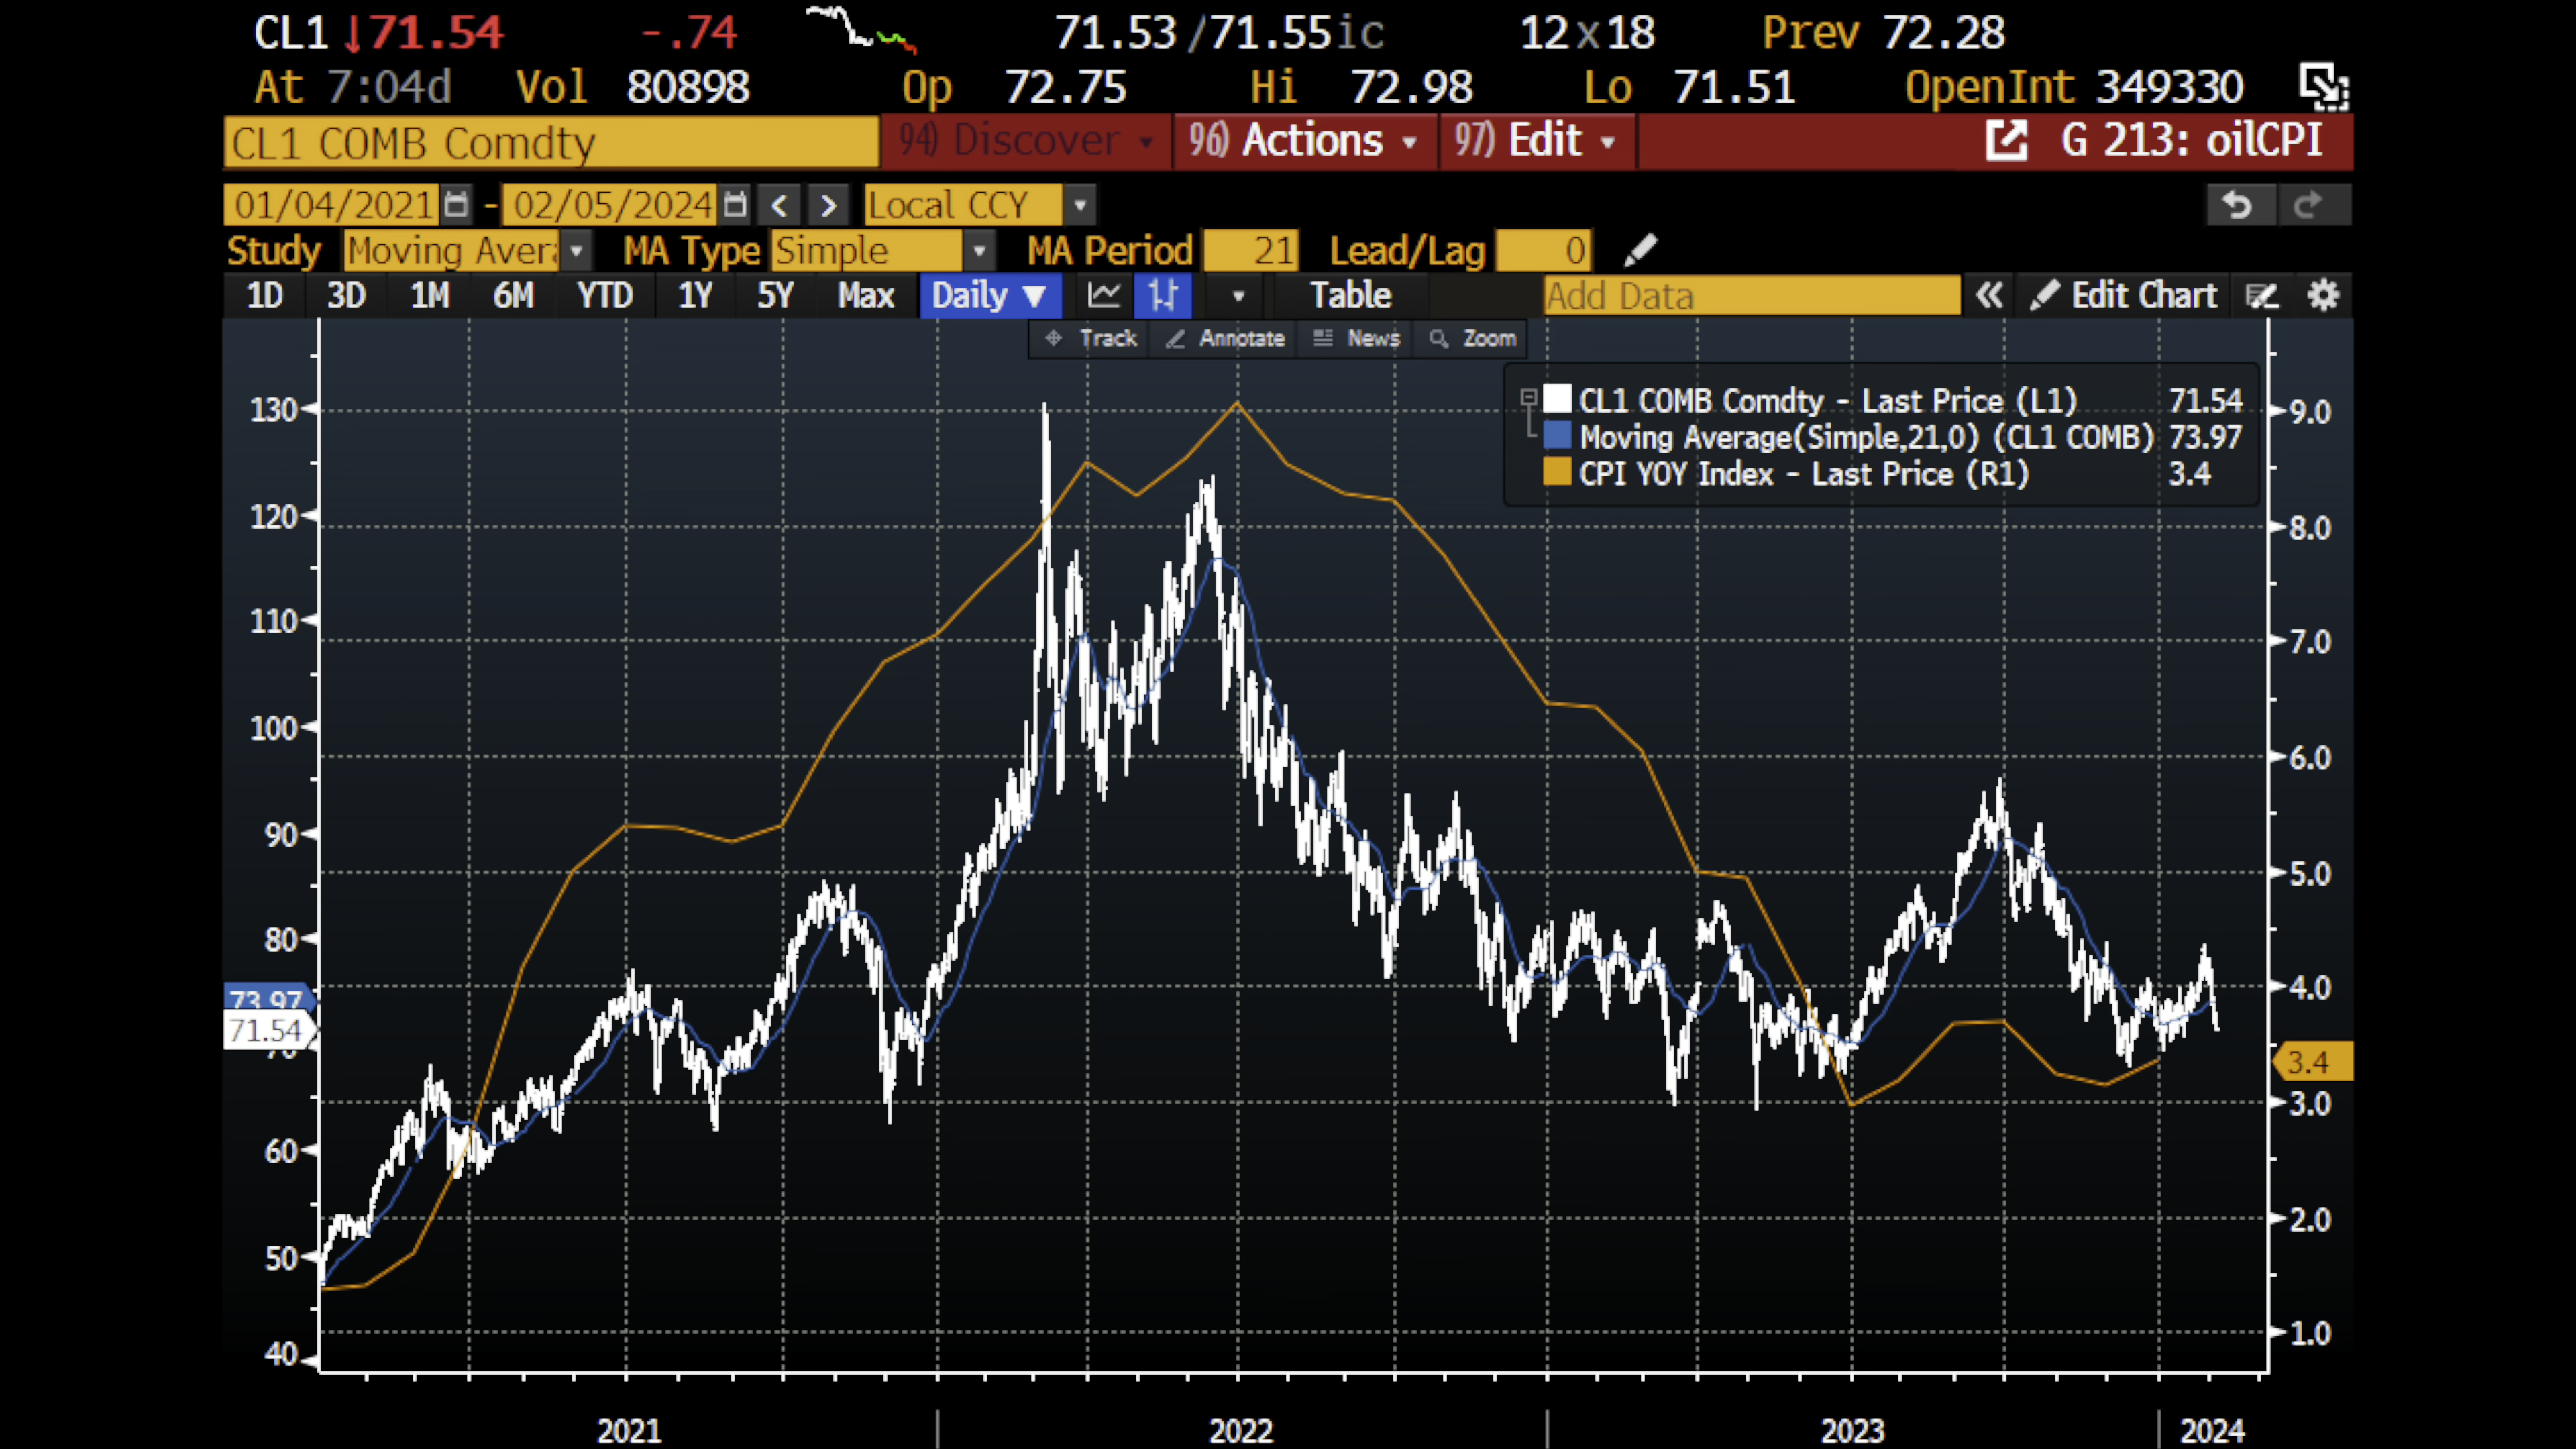 CL1 ↓71.54 -.74 71.53 /71.55ic 12x18 Prev 72.28
At 7:04d Vol 80898 Op 72.75 Hi 72.98 Lo 71.51 OpenInt 349330
CL1 COMB Comdty 94) Discover 96) Actions 97) Edit G 213: oilCPI
01/04/2021 - 02/05/2024 < > Local CCY
Study Moving Aver MA Type Simple MA Period 21 Lead/Lag 0
1D 3D 1M 6M YTD 1Y 5Y Max Daily ▼ Table Add Data « Edit Chart
Track Annotate News Zoom
CL1 COMB Comdty - Last Price (L1) 71.54
Moving Average(Simple,21,0) (CL1 COMB) 73.97
CPI YOY Index - Last Price (R1) 3.4
130 9.0
120 8.0
110 7.0
100 6.0
90 5.0
80 4.0
73.97
71.54
70
3.4
60 3.0
50 2.0
40 1.0
2021 2022 2023 2024